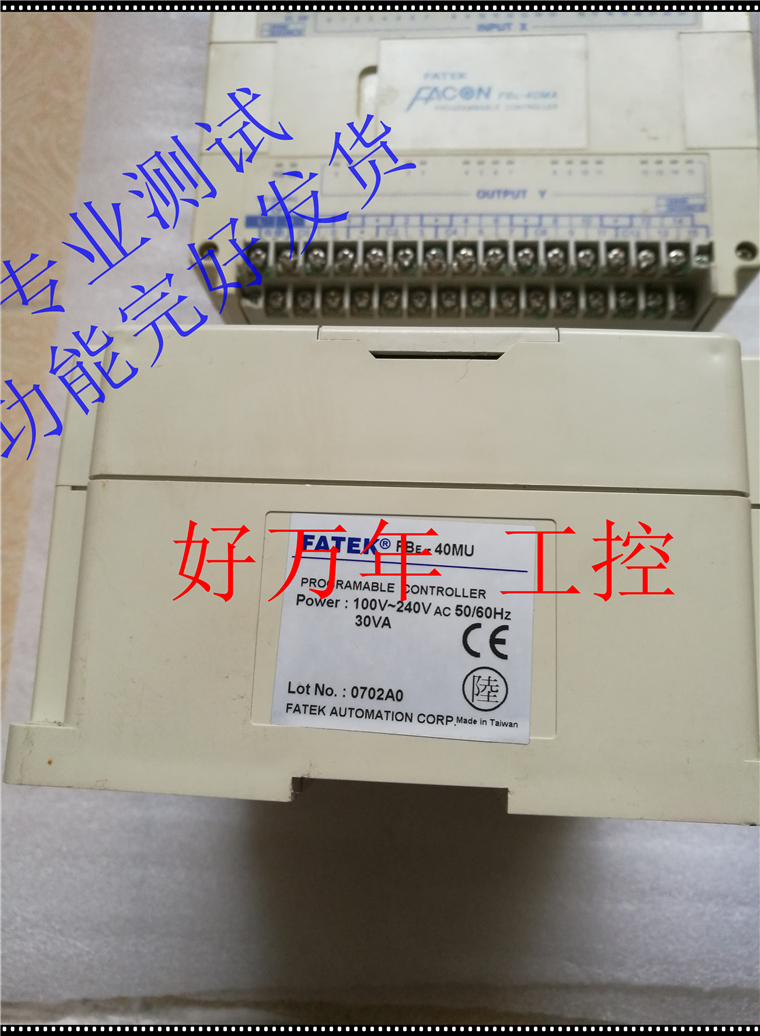 INPUT X
FATEK
FACON FBE-40MA
PROGRAMMABLE CONTROLLER
OUTPUT Y
专业测试
功能完好发货
好万年 工控
FATEK® FBE-40MU
PROGRAMABLE CONTROLLER
Power : 100V~240V AC 50/60Hz
30VA
CE
陸
Lot No. : 0702A0
FATEK AUTOMATION CORP. Made in Taiwan